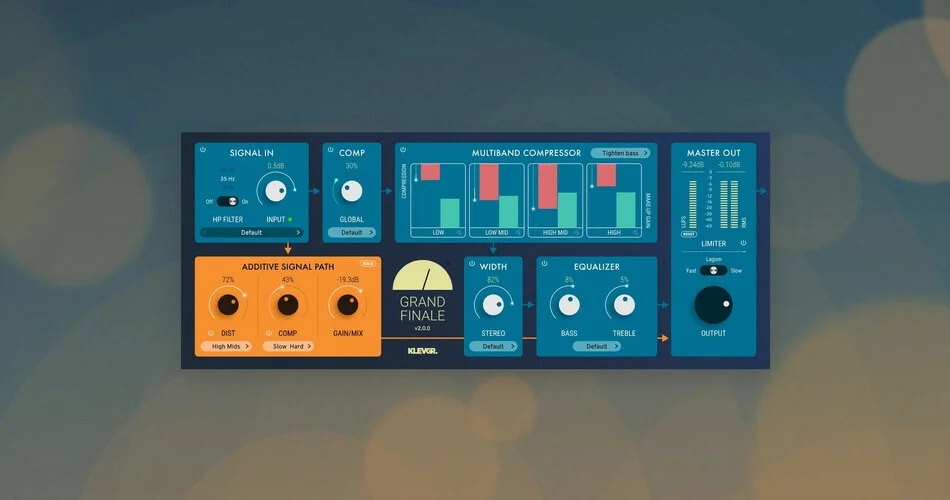 SIGNAL IN
0.5dB
35 Hz
Off
On
HP FILTER
INPUT
Default
COMP
30%
GLOBAL
Default
MULTIBAND COMPRESSOR
Tighten bass
COMPRESSION
MAKE UP GAIN
LOW
LOW MID
HIGH MID
HIGH
MASTER OUT
-9.24dB
-0.10dB
LUFS
RESET
LIMITER
Lagom
Fast
Slow
OUTPUT
ADDITIVE SIGNAL PATH
SOLO
72%
43%
-19.3dB
DIST
COMP
GAIN/MIX
High Mids
Slow Hard
GRAND
FINALE
v2.0.0
KLEVGR.
WIDTH
82%
STEREO
Default
EQUALIZER
8%
5%
BASS
TREBLE
Default